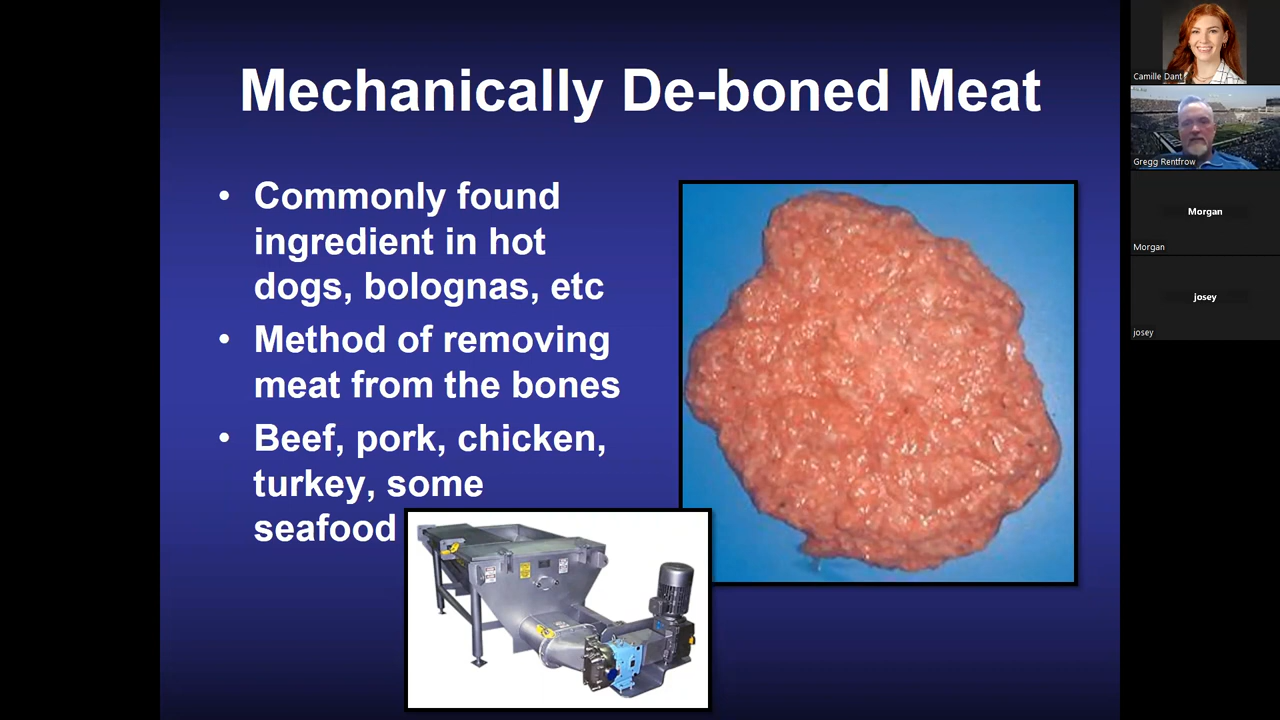 Mechanically De-boned Meat
• Commonly found
ingredient in hot
dogs, bolognas, etc
• Method of removing
meat from the bones
• Beef, pork, chicken,
turkey, some
seafood
Camille Dant
Gregg Rentfrow
Morgan
Morgan
josey
josey